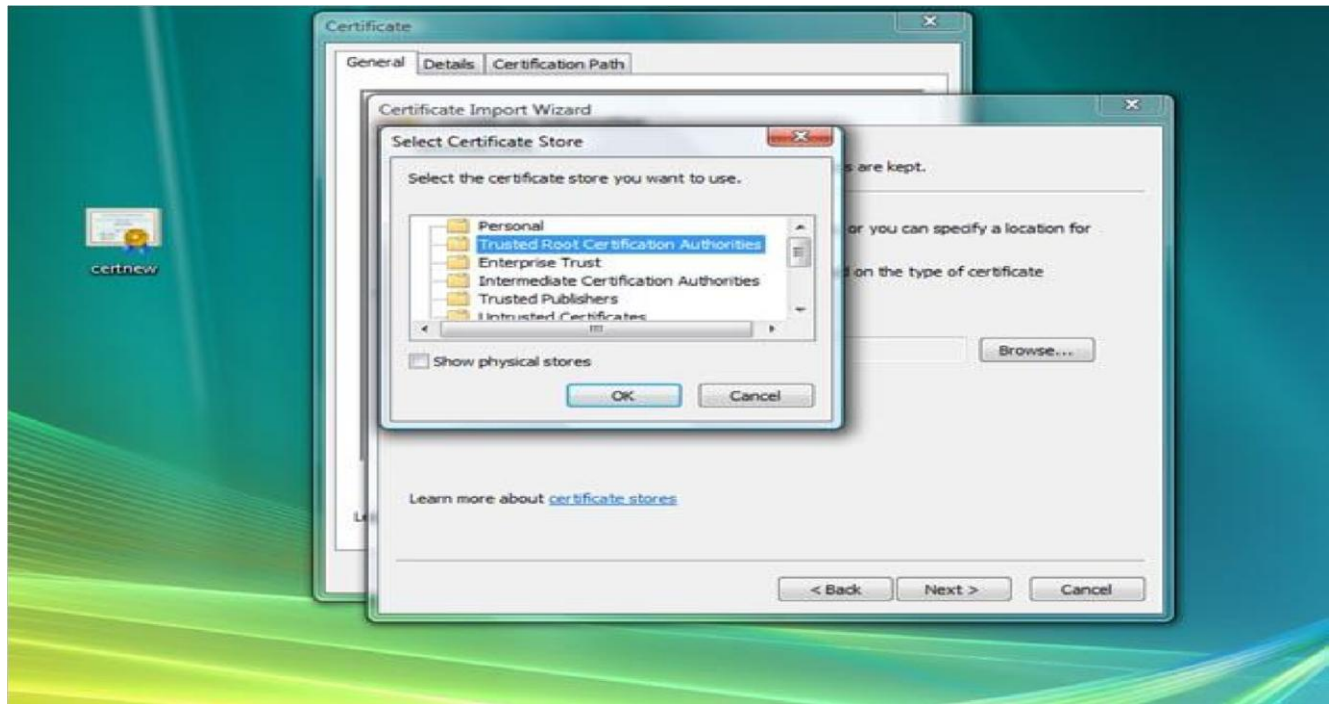 Certificate
General Details Certification Path
Certificate Import Wizard
Select Certificate Store
s are kept.
Select the certificate store you want to use.
or you can specify a location for
Personal
Trusted Root Certification Authorities
Enterprise Trust
on the type of certificate
Intermediate Certification Authorities
Trusted Publishers
Untrusted Certificates
certnew
Browse...
Show physical stores
OK Cancel
Learn more about certificate stores
< Back Next > Cancel